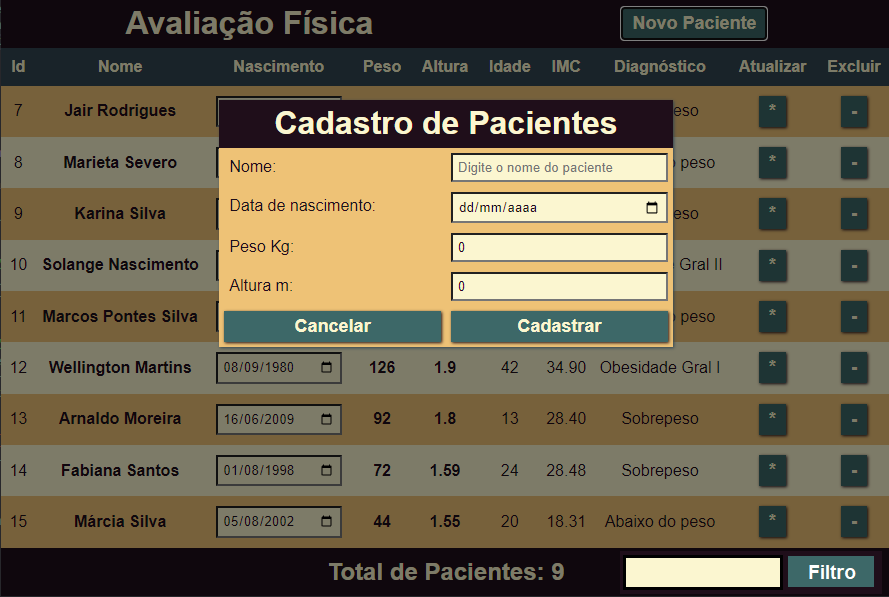 Avaliação Física Novo Paciente
Id Nome Nascimento Peso Altura Idade IMC Diagnóstico Atualizar Excluir
7 Jair Rodrigues eso * -
Cadastro de Pacientes
8 Marieta Severo peso * -
Nome: Digite o nome do paciente
9 Karina Silva eso * -
Data de nascimento: dd/mm/aaaa
10 Solange Nascimento Gral II * -
Peso Kg: 0
Altura m: 0
11 Marcos Pontes Silva peso * -
Cancelar Cadastrar
12 Wellington Martins 08/09/1980 126 1.9 42 34.90 Obesidade Gral I * -
13 Arnaldo Moreira 16/06/2009 92 1.8 13 28.40 Sobrepeso * -
14 Fabiana Santos 01/08/1998 72 1.59 24 28.48 Sobrepeso * -
15 Márcia Silva 05/08/2002 44 1.55 20 18.31 Abaixo do peso * -
Total de Pacientes: 9 Filtro